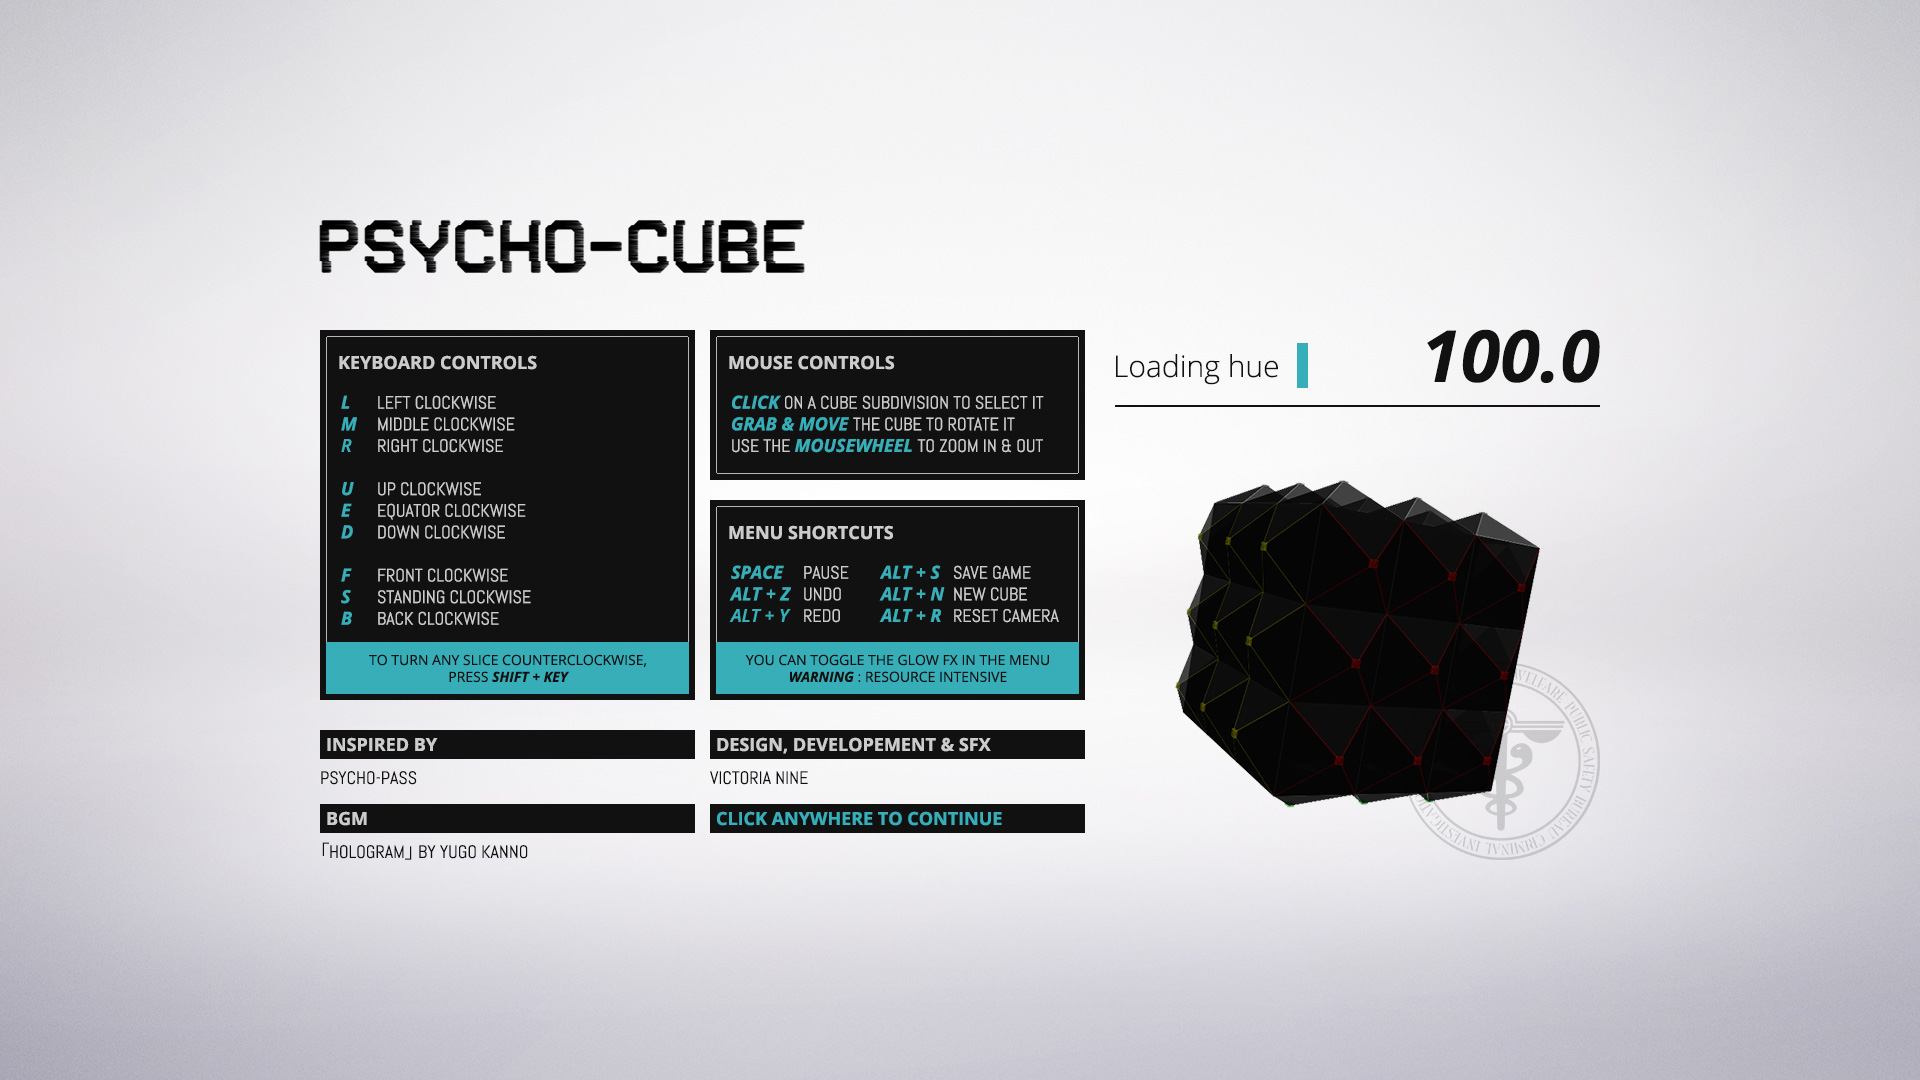 PSYCHO-CUBE
KEYBOARD CONTROLS
L LEFT CLOCKWISE
M MIDDLE CLOCKWISE
R RIGHT CLOCKWISE
U UP CLOCKWISE
E EQUATOR CLOCKWISE
D DOWN CLOCKWISE
F FRONT CLOCKWISE
S STANDING CLOCKWISE
B BACK CLOCKWISE
TO TURN ANY SLICE COUNTERCLOCKWISE,
PRESS SHIFT + KEY
MOUSE CONTROLS
CLICK ON A CUBE SUBDIVISION TO SELECT IT
GRAB & MOVE THE CUBE TO ROTATE IT
USE THE MOUSEWHEEL TO ZOOM IN & OUT
MENU SHORTCUTS
SPACE PAUSE ALT + S SAVE GAME
ALT + Z UNDO ALT + N NEW CUBE
ALT + Y REDO ALT + R RESET CAMERA
YOU CAN TOGGLE THE GLOW FX IN THE MENU
WARNING : RESOURCE INTENSIVE
Loading hue 100.0
INSPIRED BY
PSYCHO-PASS
DESIGN, DEVELOPEMENT & SFX
VICTORIA NINE
BGM
「HOLOGRAM」 BY YUGO KANNO
CLICK ANYWHERE TO CONTINUE
PUBLIC SAFETY BUREAU CRIMINAL